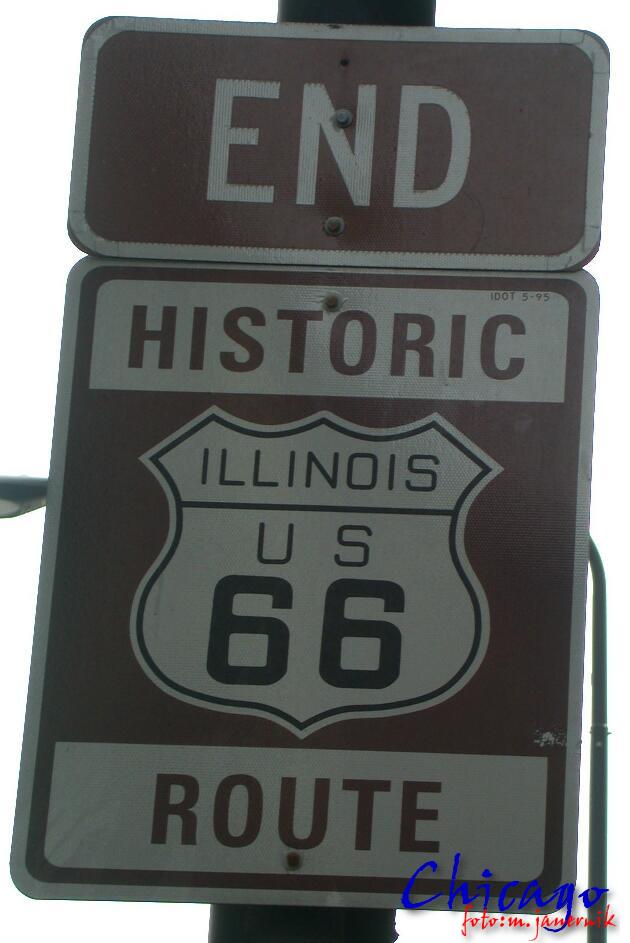 END
IDOT 5-95
HISTORIC
ILLINOIS
U S
66
ROUTE
Chicago
foto:m.janernik